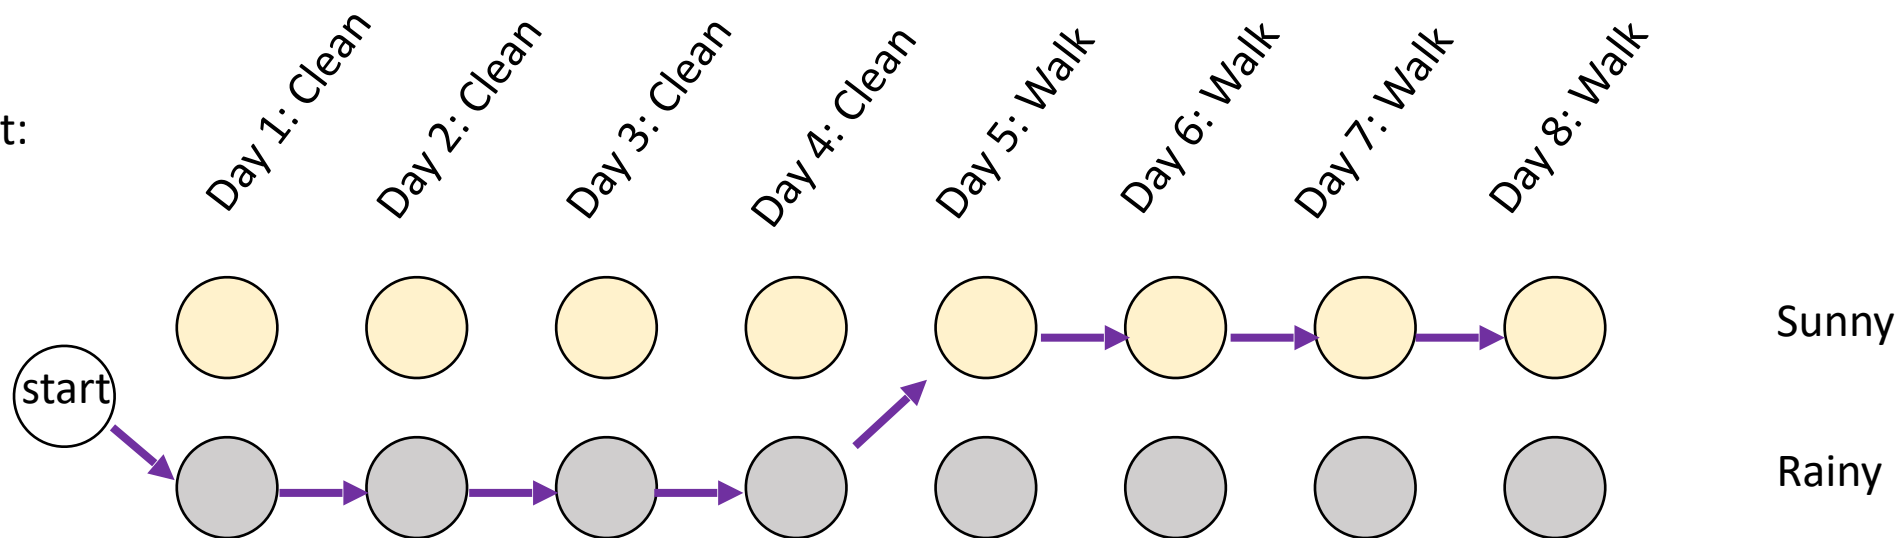 t:
Day 1: Clean
Day 2: Clean
Day 3: Clean
Day 4: Clean
Day 5: Walk
Day 6: Walk
Day 7: Walk
Day 8: Walk
Sunny
start
Rainy